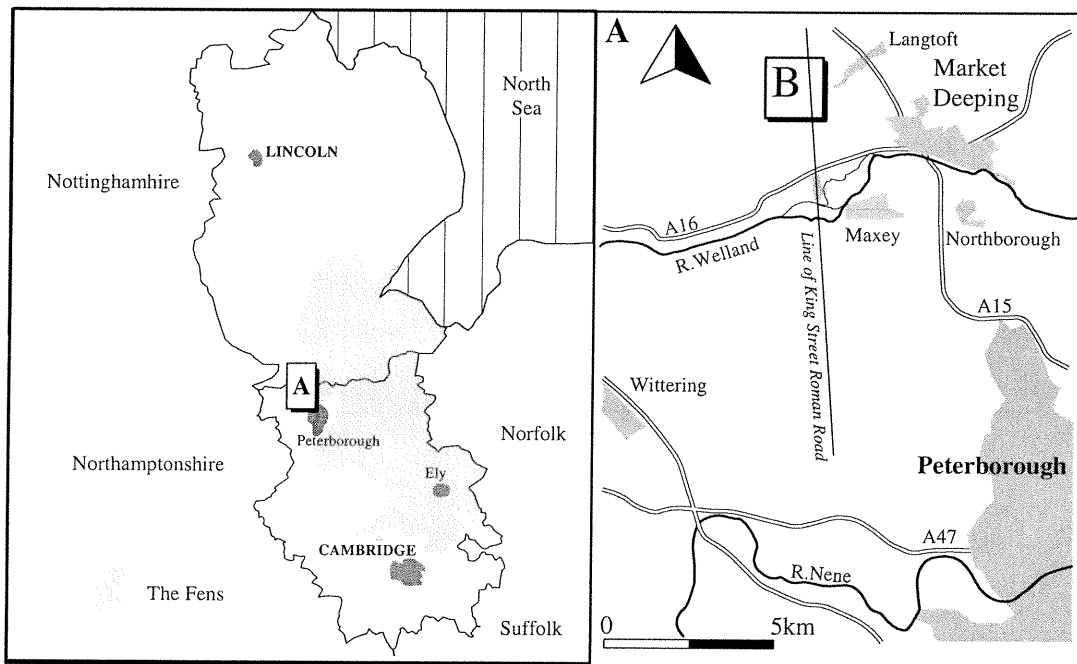 North
Sea
LINCOLN
Nottinghamhire
A
Peterborough
Norfolk
Northamptonshire
Ely
CAMBRIDGE
The Fens
Suffolk
A
B
Langtoft
Market
Deeping
A16
R.Welland
Maxey
Northborough
Line of King Street Roman Road
A15
Wittering
Peterborough
A47
R.Nene
0
5km